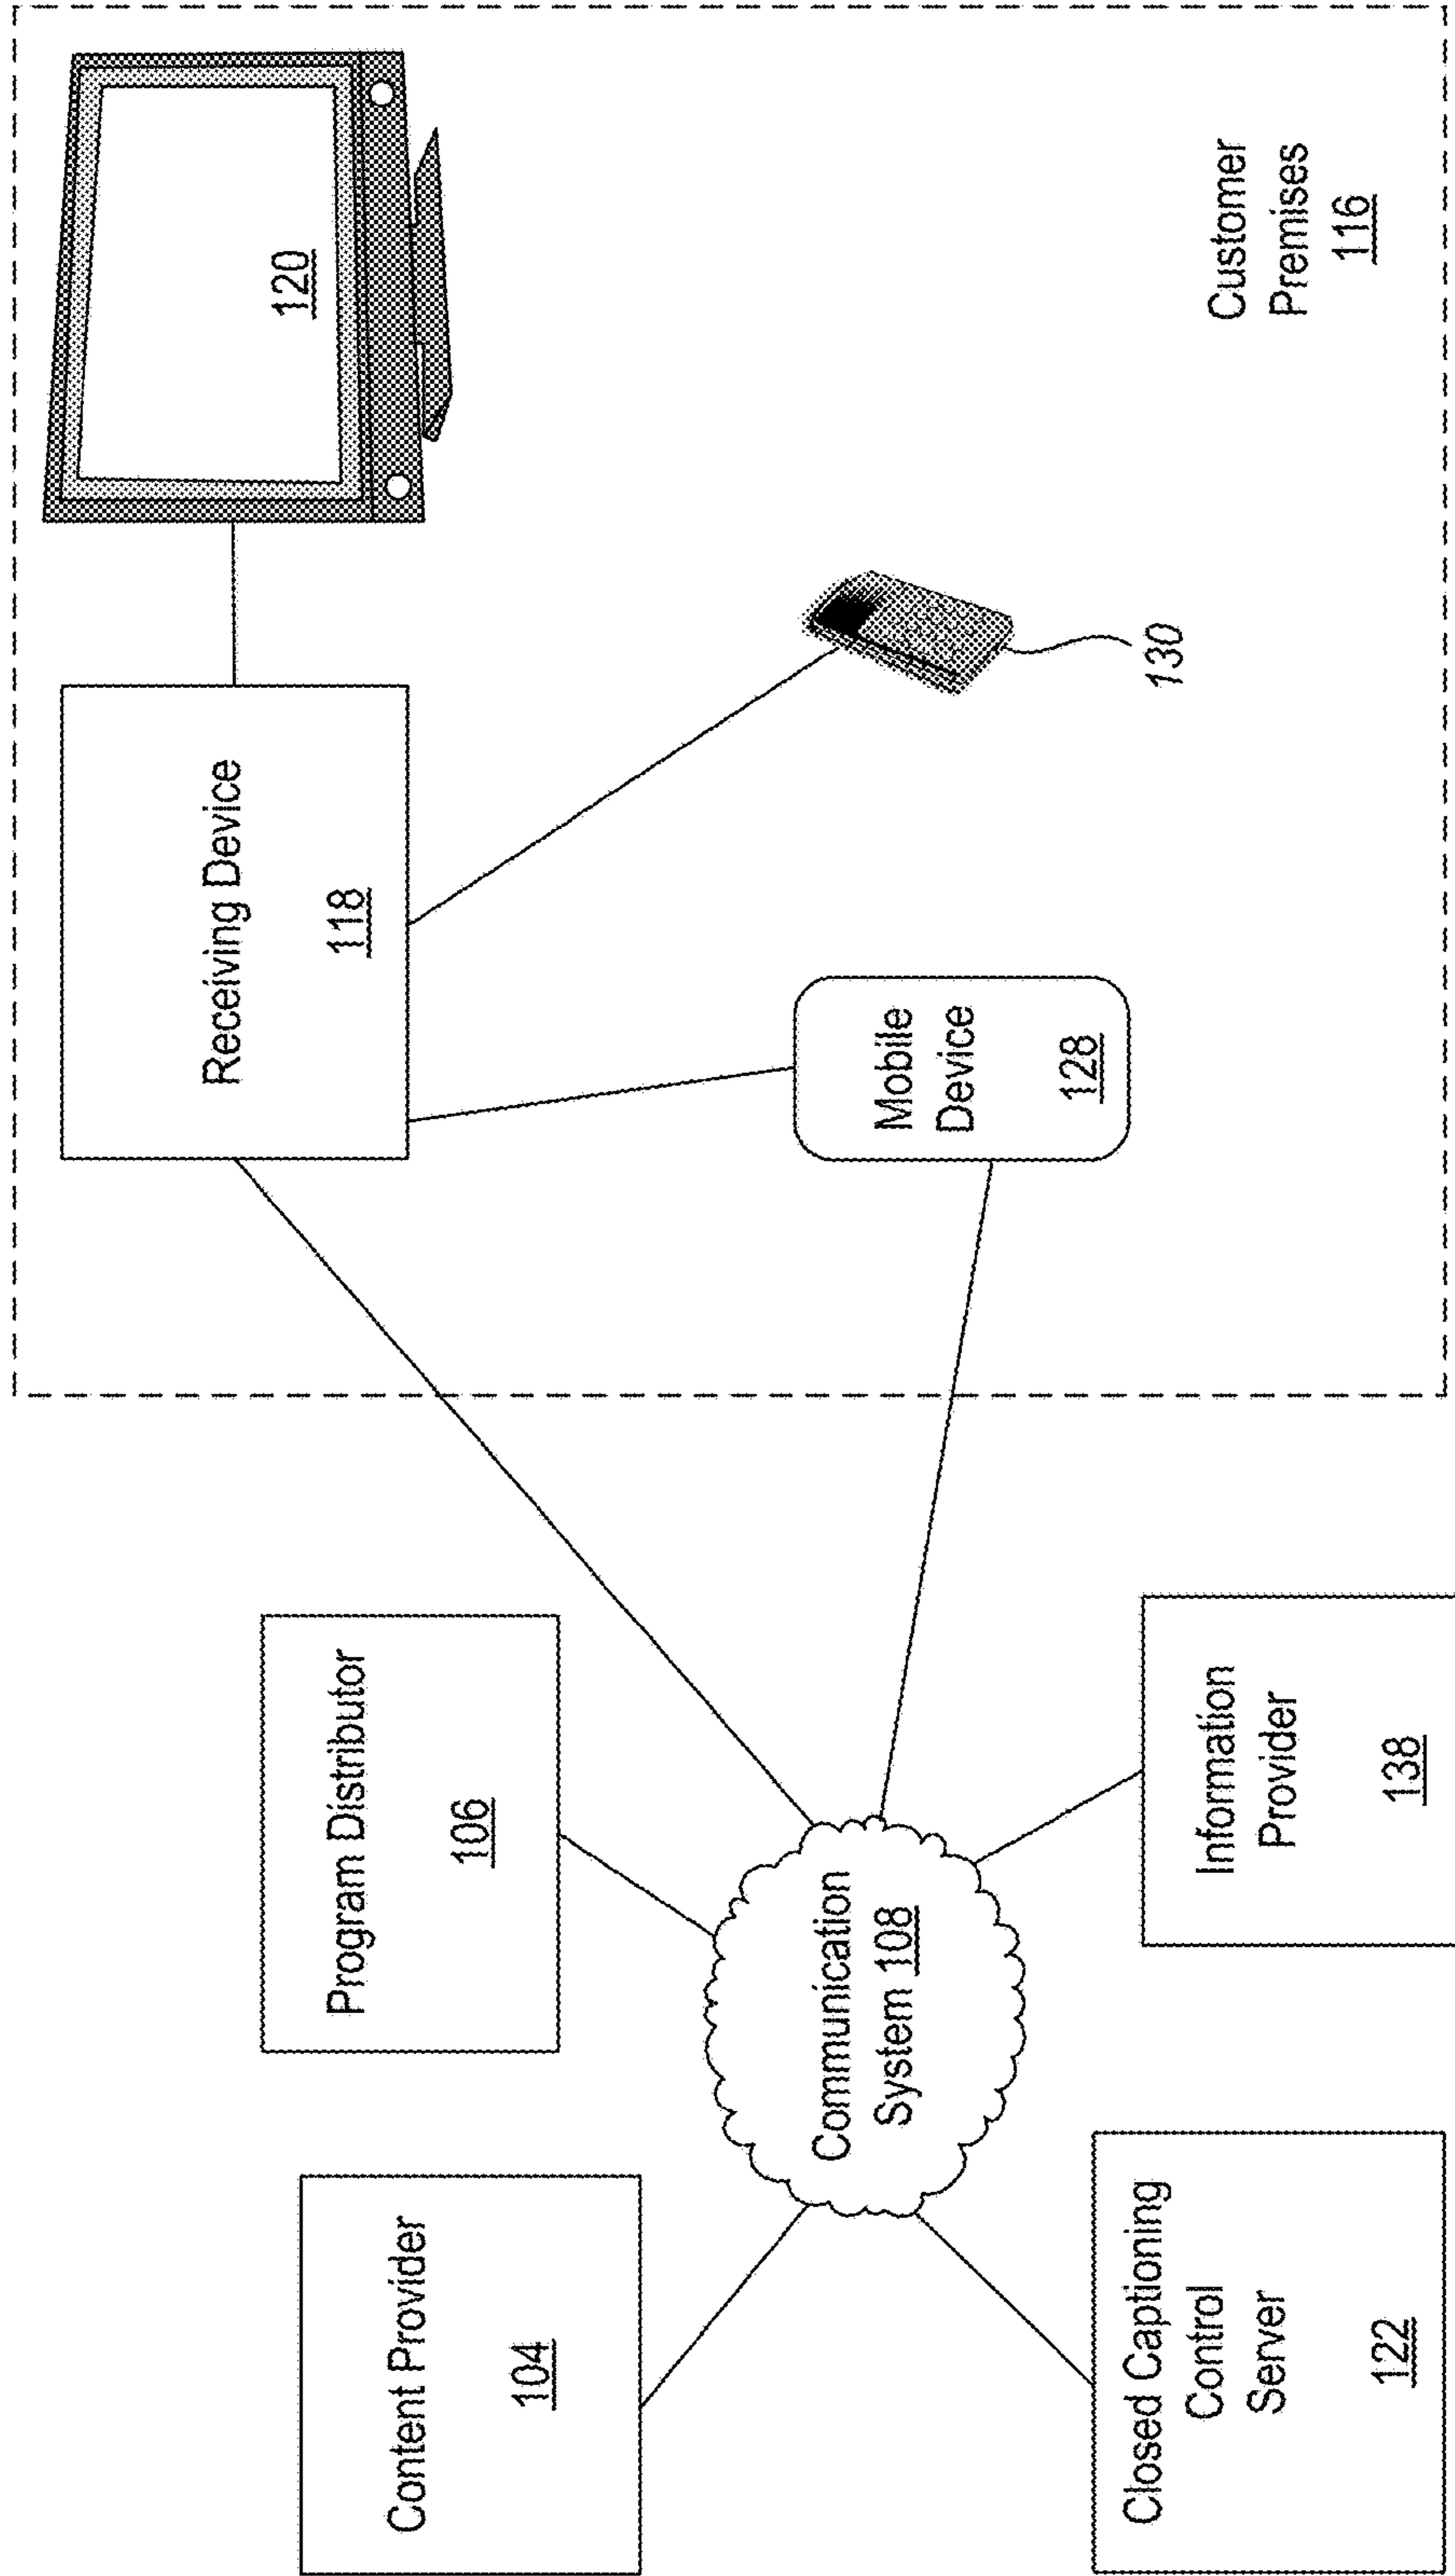 Content Provider
104
Program Distributor
106
Communication
System 108
Closed Captioning
Control
Server
122
Information
Provider
138
Receiving Device
118
120
Mobile
Device
128
130
Customer
Premises
116